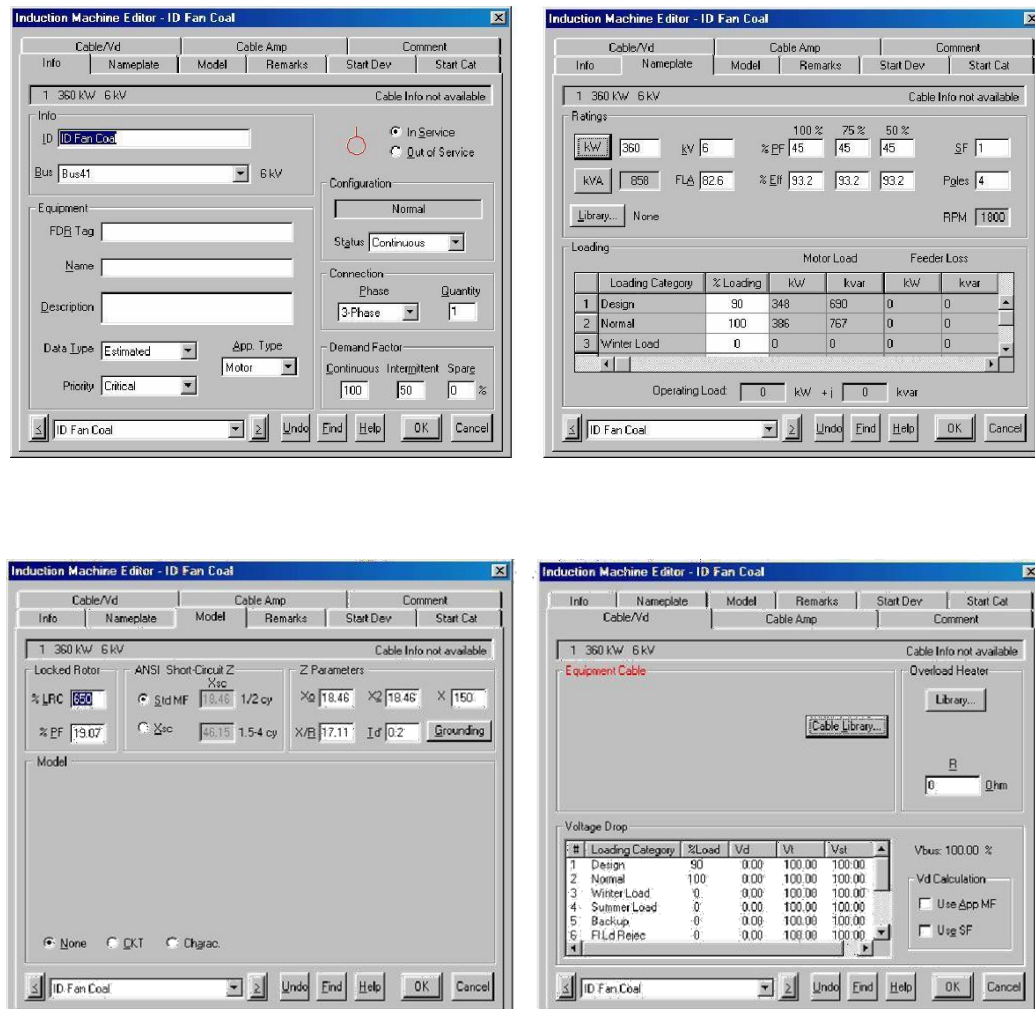 Induction Machine Editor - ID Fan Coal
Cable/Vd Cable Amp Comment
Info Nameplate Model Remarks Start Dev Start Cat
1 360 kW 6 kV Cable Info not available
Info
ID ID Fan Coal
In Service
Out of Service
Bus Bus41 6 kV
Configuration
Normal
Status Continuous
Equipment
FDR Tag
Name
Description
Connection
Phase Quantity
3-Phase 1
Data Type Estimated App. Type
Motor
Priority Critical
Demand Factor
Continuous Intermittent Spare
100 50 0 %
< ID Fan Coal > Undo Find Help OK Cancel
Induction Machine Editor - ID Fan Coal
Cable/Vd Cable Amp Comment
Info Nameplate Model Remarks Start Dev Start Cat
1 360 kW 6 kV Cable Info not available
Ratings
100 % 75 % 50 %
kW 360 kV 6 % PF 45 45 45 SF 1
kVA 858 FLA 82.6 % Eff 93.2 93.2 93.2 Poles 4
Library... None RPM 1800
Loading
Motor Load Feeder Loss
Loading Category % Loading kW kvar kW kvar
1 Design 90 348 690 0 0
2 Normal 100 386 767 0 0
3 Winter Load 0 0 0 0 0
Operating Load: 0 kW + j 0 kvar
< ID Fan Coal > Undo Find Help OK Cancel
Induction Machine Editor - ID Fan Coal
Cable/Vd Cable Amp Comment
Info Nameplate Model Remarks Start Dev Start Cat
1 360 kW 6 kV Cable Info not available
Locked Rotor
% LRC 650
% PF 19.07
ANSI Short-Circuit Z
Xsc
Std MF 18.46 1/2 cy
Xsc 46.15 1.5-4 cy
Z Parameters
Xo 18.46 X2 18.46 X 150
X/R 17.11 Td' 0.2 Grounding
Model
None CKT Charac.
< ID Fan Coal > Undo Find Help OK Cancel
Induction Machine Editor - ID Fan Coal
Info Nameplate Model Remarks Start Dev Start Cat
Cable/Vd Cable Amp Comment
1 360 kW 6 kV Cable Info not available
Equipment Cable
Cable Library...
Overload Heater
Library...
R
0 Ohm
Voltage Drop
# Loading Category %Load Vd Vt Vst
1 Design 90 0.00 100.00 100.00
2 Normal 100 0.00 100.00 100.00
3 Winter Load 0 0.00 100.00 100.00
4 Summer Load 0 0.00 100.00 100.00
5 Backup 0 0.00 100.00 100.00
6 Fl Ld Rejec 0 0.00 100.00 100.00
Vbus: 100.00 %
Vd Calculation
Use App MF
Use SF
< ID Fan Coal > Undo Find Help OK Cancel